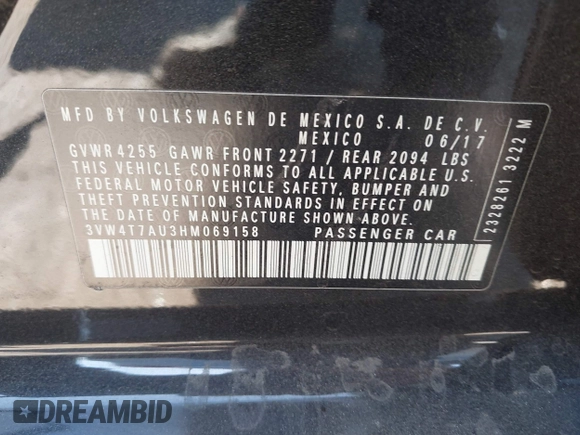 MFD BY VOLKSWAGEN DE MEXICO S.A. DE C.V.
MEXICO 06/17
GVWR 4255 GAWR FRONT 2271 / REAR 2094 LBS
THIS VEHICLE CONFORMS TO ALL APPLICABLE U.S.
FEDERAL MOTOR VEHICLE SAFETY, BUMPER AND
THEFT PREVENTION STANDARDS IN EFFECT ON
THE DATE OF MANUFACTURE SHOWN ABOVE.
3VW4T7AU3HM069158 PASSENGER CAR
2328261 3222 M
DREAMBID